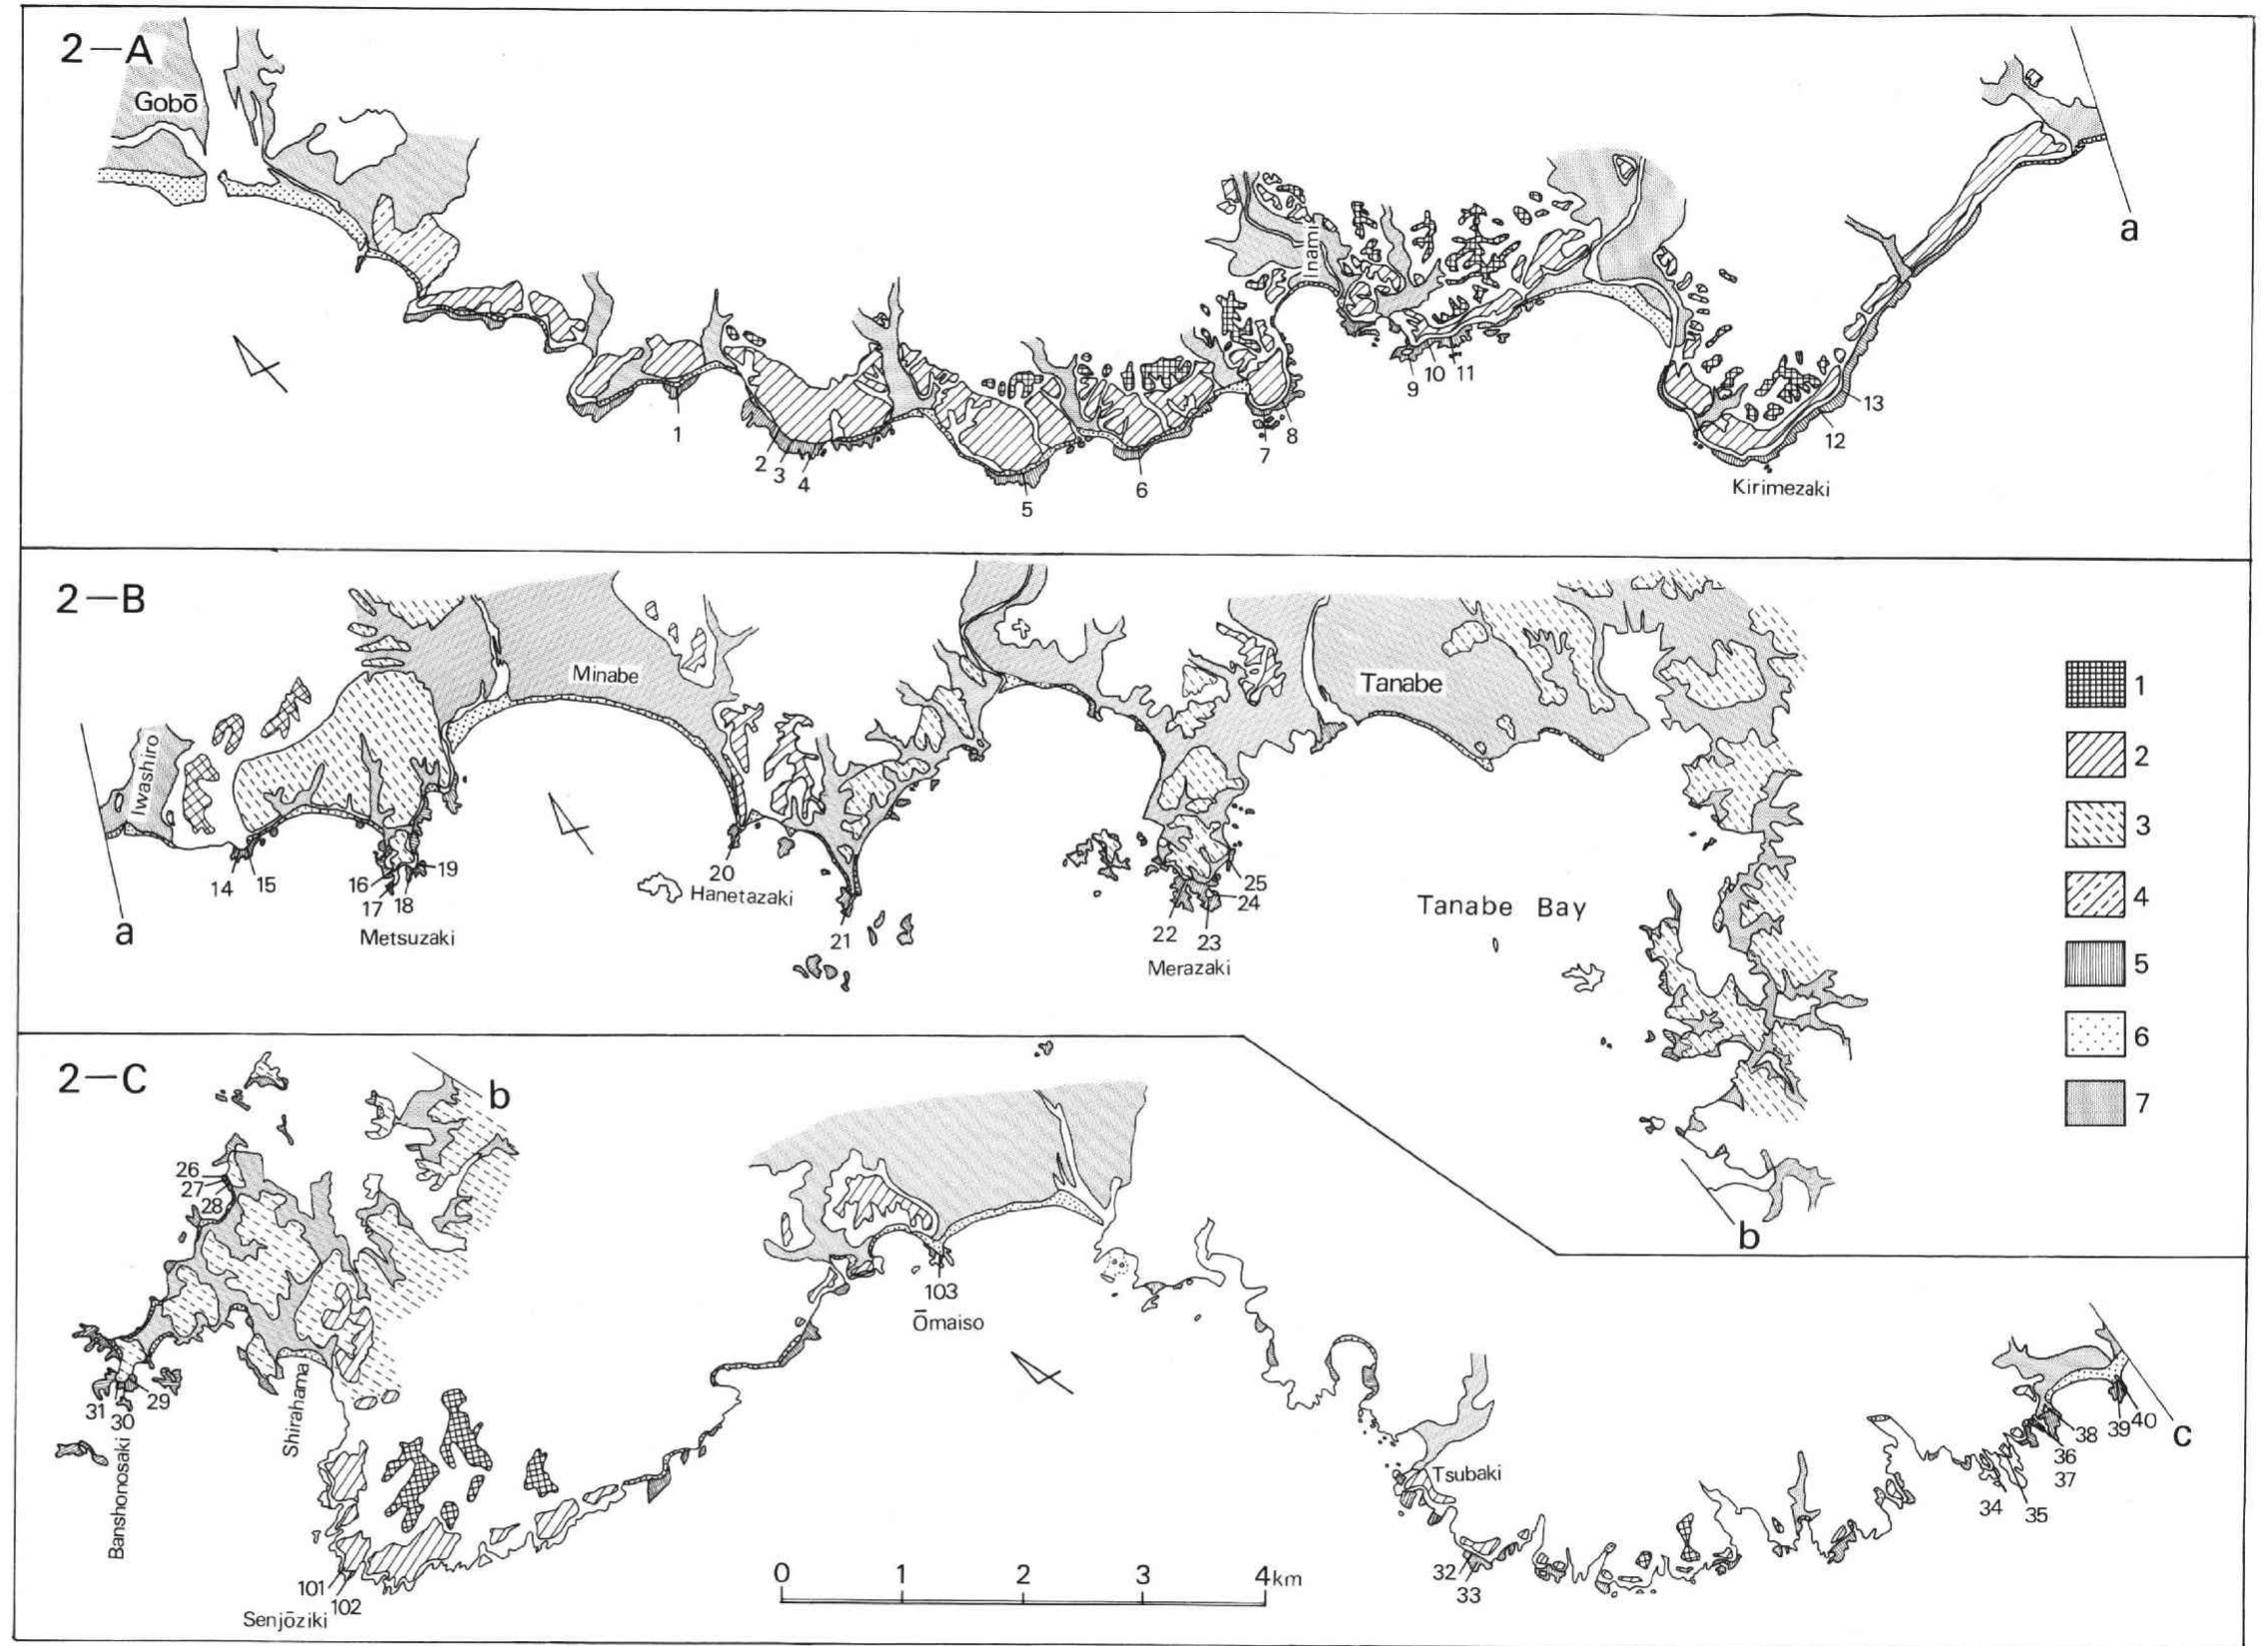 2—A
Gobō
Inami
a
1
2
3
4
5
6
7
8
9
10
11
12
13
Kirimezaki
2—B
Iwashiro
Minabe
Tanabe
14
15
16
17
18
19
20
21
22
23
24
25
a
Metsuzaki
Hanetazaki
Merazaki
Tanabe Bay
b
1
2
3
4
5
6
7
2—C
b
26
27
28
29
30
31
Banshonosaki
Shirahama
101
102
Senjōziki
103
Ōmaiso
Tsubaki
32
33
34
35
36
37
38
39
40
c
0 1 2 3 4km